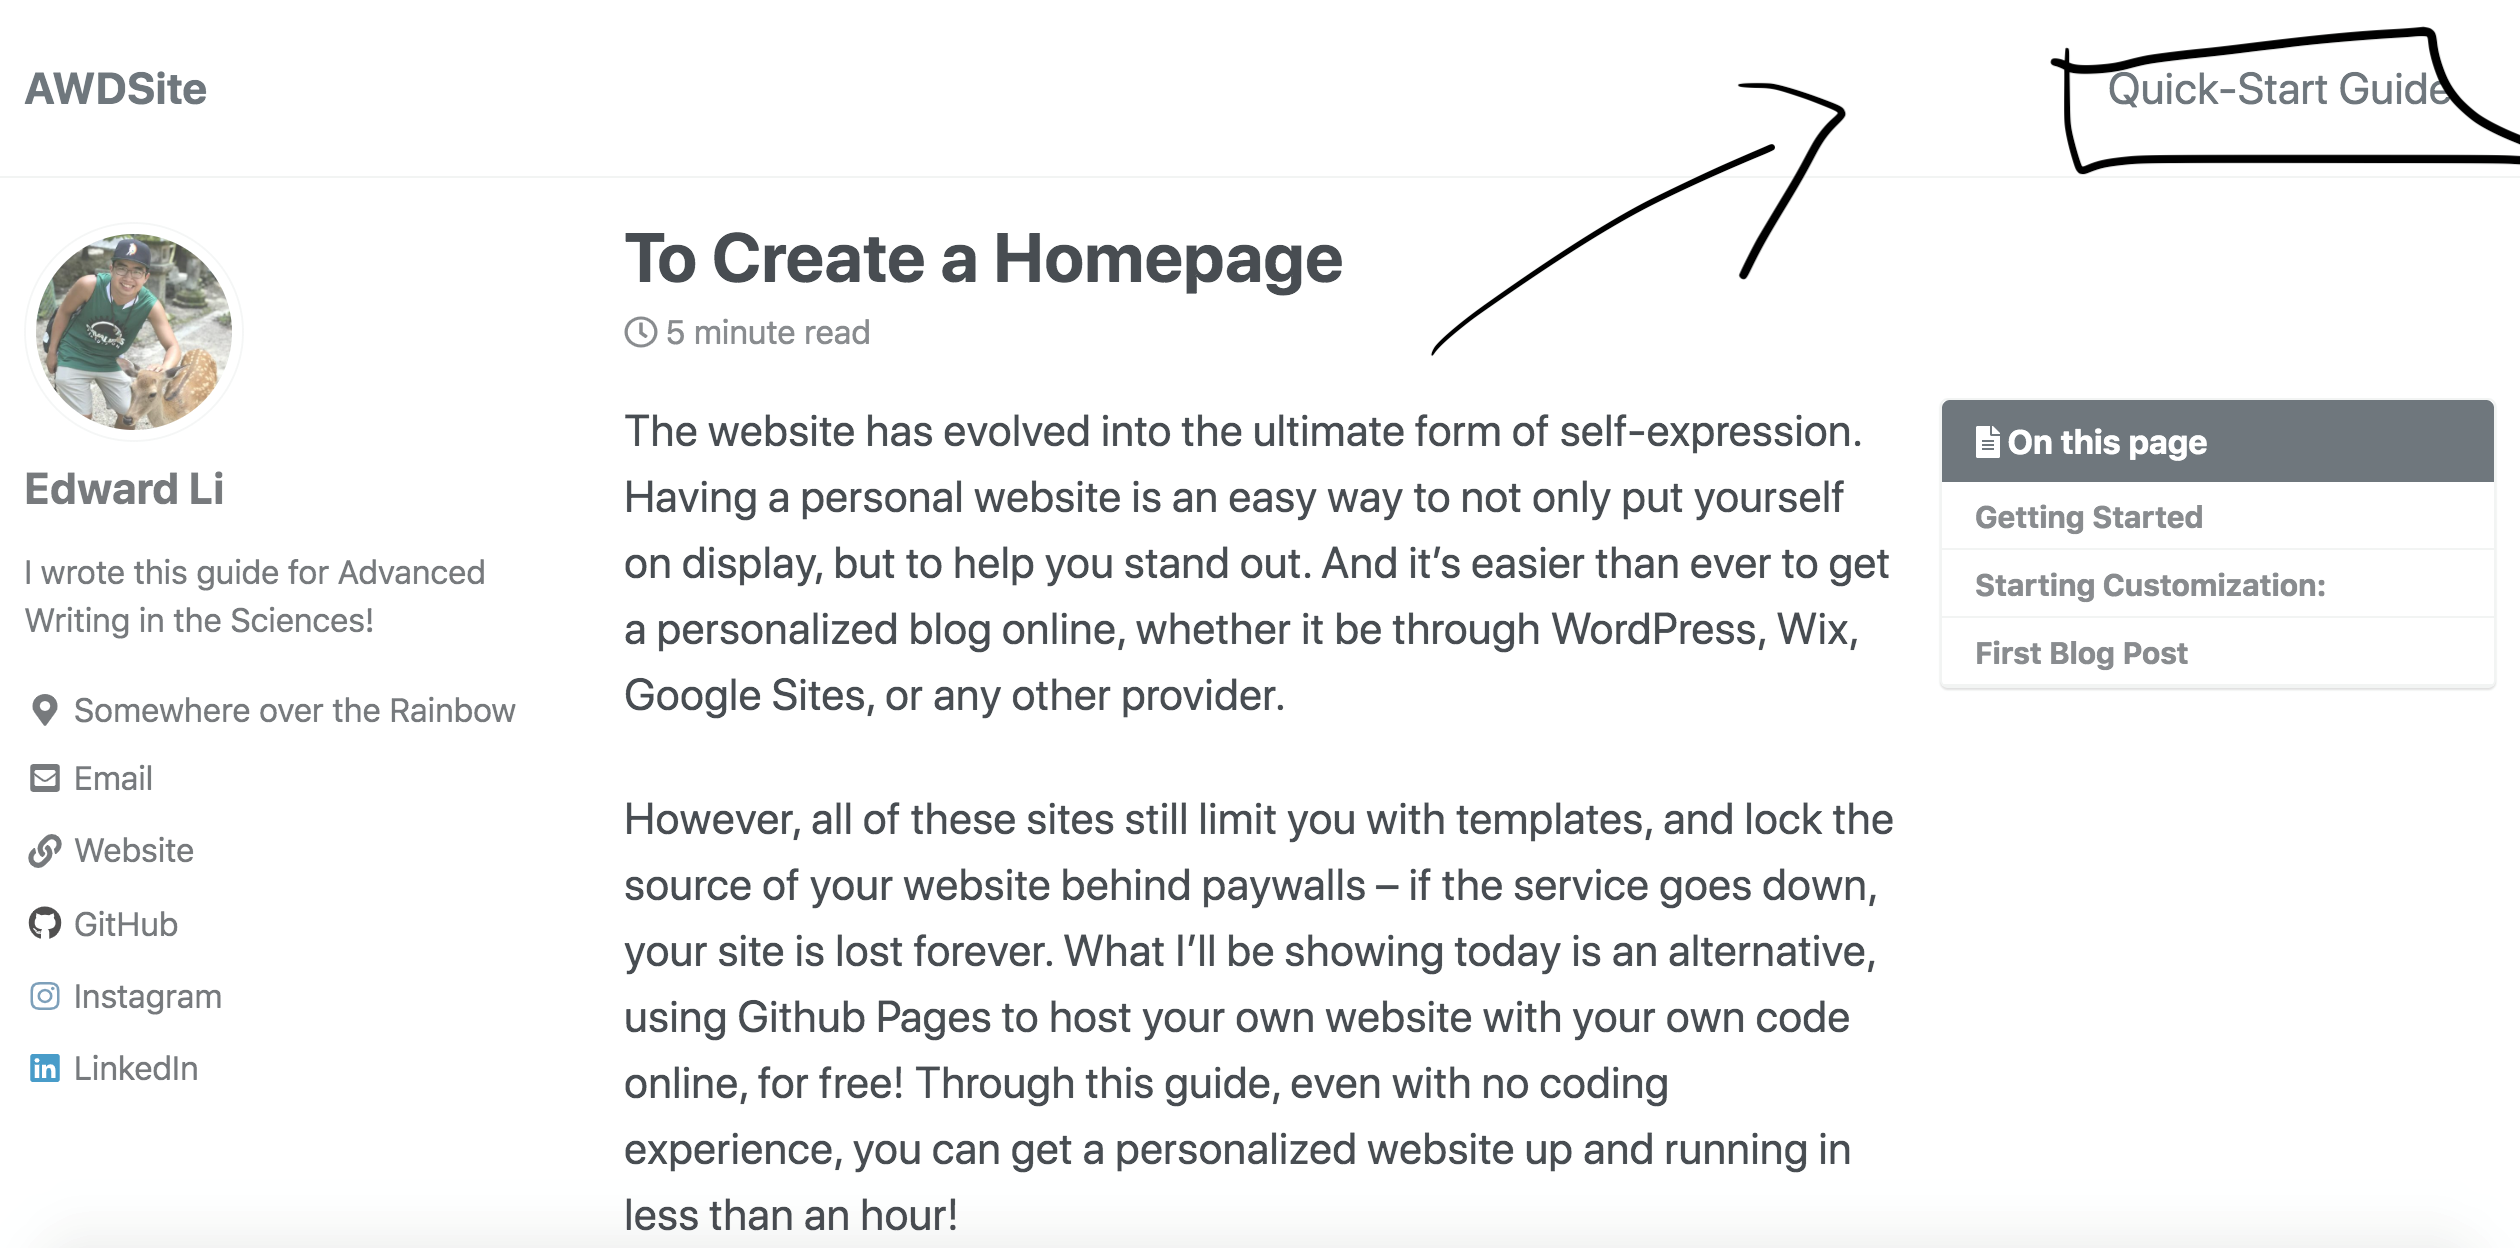 AWDSite
Quick-Start Guide
Edward Li
I wrote this guide for Advanced
Writing in the Sciences!
Somewhere over the Rainbow
Email
Website
GitHub
Instagram
LinkedIn
To Create a Homepage
5 minute read
The website has evolved into the ultimate form of self-expression.
Having a personal website is an easy way to not only put yourself
on display, but to help you stand out. And it’s easier than ever to get
a personalized blog online, whether it be through WordPress, Wix,
Google Sites, or any other provider.
However, all of these sites still limit you with templates, and lock the
source of your website behind paywalls – if the service goes down,
your site is lost forever. What I’ll be showing today is an alternative,
using Github Pages to host your own website with your own code
online, for free! Through this guide, even with no coding
experience, you can get a personalized website up and running in
less than an hour!
On this page
Getting Started
Starting Customization:
First Blog Post